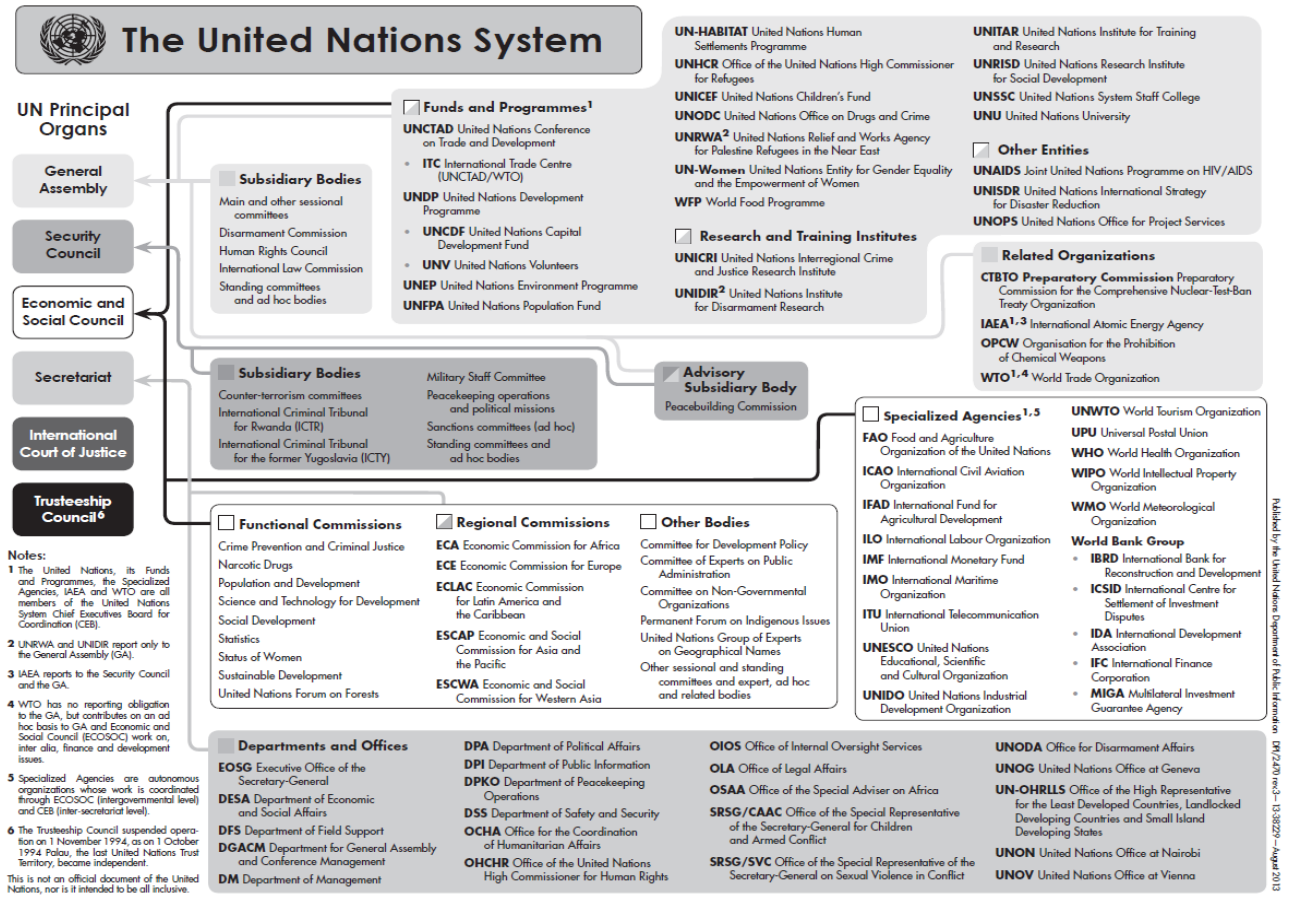 The United Nations System
UN Principal
Organs
General
Assembly
Security
Council
Economic and
Social Council
Secretariat
International
Court of Justice
Trusteeship
Council6
Notes:
1 The United Nations, its Funds
and Programmes, the Specialized
Agencies, IAEA and WTO are all
members of the United Nations
System Chief Executives Board for
Coordination (CEB).
2 UNRWA and UNIDIR report only to
the General Assembly (GA).
3 IAEA reports to the Security Council
and the GA.
4 WTO has no reporting obligation
to the GA, but contributes on an ad
hoc basis to GA and Economic and
Social Council (ECOSOC) work on,
inter alia, finance and development
issues.
5 Specialized Agencies are autonomous
organizations whose work is coordinated
through ECOSOC (intergovernmental level)
and CEB (inter-secretariat level).
6 The Trusteeship Council suspended opera-
tion on 1 November 1994, as on 1 October
1994 Palau, the last United Nations Trust
Territory, became independent.
This is not an official document of the United
Nations, nor is it intended to be all inclusive.
Subsidiary Bodies
Main and other sessional
committees
Disarmament Commission
Human Rights Council
International Law Commission
Standing committees
and ad hoc bodies
Funds and Programmes1
UNCTAD United Nations Conference
on Trade and Development
• ITC International Trade Centre
(UNCTAD/WTO)
UNDP United Nations Development
Programme
• UNCDF United Nations Capital
Development Fund
• UNV United Nations Volunteers
UNEP United Nations Environment Programme
UNFPA United Nations Population Fund
UN-HABITAT United Nations Human
Settlements Programme
UNHCR Office of the United Nations High Commissioner
for Refugees
UNICEF United Nations Children's Fund
UNODC United Nations Office on Drugs and Crime
UNRWA2 United Nations Relief and Works Agency
for Palestine Refugees in the Near East
UN-Women United Nations Entity for Gender Equality
and the Empowerment of Women
WFP World Food Programme
Research and Training Institutes
UNICRI United Nations Interregional Crime
and Justice Research Institute
UNIDIR2 United Nations Institute
for Disarmament Research
UNITAR United Nations Institute for Training
and Research
UNRISD United Nations Research Institute
for Social Development
UNSSC United Nations System Staff College
UNU United Nations University
Other Entities
UNAIDS Joint United Nations Programme on HIV/AIDS
UNISDR United Nations International Strategy
for Disaster Reduction
UNOPS United Nations Office for Project Services
Related Organizations
CTBTO Preparatory Commission Preparatory
Commission for the Comprehensive Nuclear-Test-Ban
Treaty Organization
IAEA1,3 International Atomic Energy Agency
OPCW Organisation for the Prohibition
of Chemical Weapons
WTO1,4 World Trade Organization
Subsidiary Bodies
Counter-terrorism committees
International Criminal Tribunal
for Rwanda (ICTR)
International Criminal Tribunal
for the former Yugoslavia (ICTY)
Military Staff Committee
Peacekeeping operations
and political missions
Sanctions committees (ad hoc)
Standing committees and
ad hoc bodies
Advisory
Subsidiary Body
Peacebuilding Commission
Functional Commissions
Crime Prevention and Criminal Justice
Narcotic Drugs
Population and Development
Science and Technology for Development
Social Development
Statistics
Status of Women
Sustainable Development
United Nations Forum on Forests
Regional Commissions
ECA Economic Commission for Africa
ECE Economic Commission for Europe
ECLAC Economic Commission
for Latin America and
the Caribbean
ESCAP Economic and Social
Commission for Asia and
the Pacific
ESCWA Economic and Social
Commission for Western Asia
Other Bodies
Committee for Development Policy
Committee of Experts on Public
Administration
Committee on Non-Governmental
Organizations
Permanent Forum on Indigenous Issues
United Nations Group of Experts
on Geographical Names
Other sessional and standing
committees and expert, ad hoc
and related bodies
Specialized Agencies1,5
FAO Food and Agriculture
Organization of the United Nations
ICAO International Civil Aviation
Organization
IFAD International Fund for
Agricultural Development
ILO International Labour Organization
IMF International Monetary Fund
IMO International Maritime
Organization
ITU International Telecommunication
Union
UNESCO United Nations
Educational, Scientific
and Cultural Organization
UNIDO United Nations Industrial
Development Organization
UNWTO World Tourism Organization
UPU Universal Postal Union
WHO World Health Organization
WIPO World Intellectual Property
Organization
WMO World Meteorological
Organization
World Bank Group
• IBRD International Bank for
Reconstruction and Development
• ICSID International Centre for
Settlement of Investment
Disputes
• IDA International Development
Association
• IFC International Finance
Corporation
• MIGA Multilateral Investment
Guarantee Agency
Departments and Offices
EOSG Executive Office of the
Secretary-General
DESA Department of Economic
and Social Affairs
DFS Department of Field Support
DGACM Department for General Assembly
and Conference Management
DM Department of Management
DPA Department of Political Affairs
DPI Department of Public Information
DPKO Department of Peacekeeping
Operations
DSS Department of Safety and Security
OCHA Office for the Coordination
of Humanitarian Affairs
OHCHR Office of the United Nations
High Commissioner for Human Rights
OIOS Office of Internal Oversight Services
OLA Office of Legal Affairs
OSAA Office of the Special Adviser on Africa
SRSG/CAAC Office of the Special Representative
of the Secretary-General for Children
and Armed Conflict
SRSG/SVC Office of the Special Representative of the
Secretary-General on Sexual Violence in Conflict
UNODA Office for Disarmament Affairs
UNOG United Nations Office at Geneva
UN-OHRLLS Office of the High Representative
for the Least Developed Countries, Landlocked
Developing Countries and Small Island
Developing States
UNON United Nations Office at Nairobi
UNOV United Nations Office at Vienna
Published by the United Nations Department of Public Information DPI/2470 rev.3—13-38229—August 2013